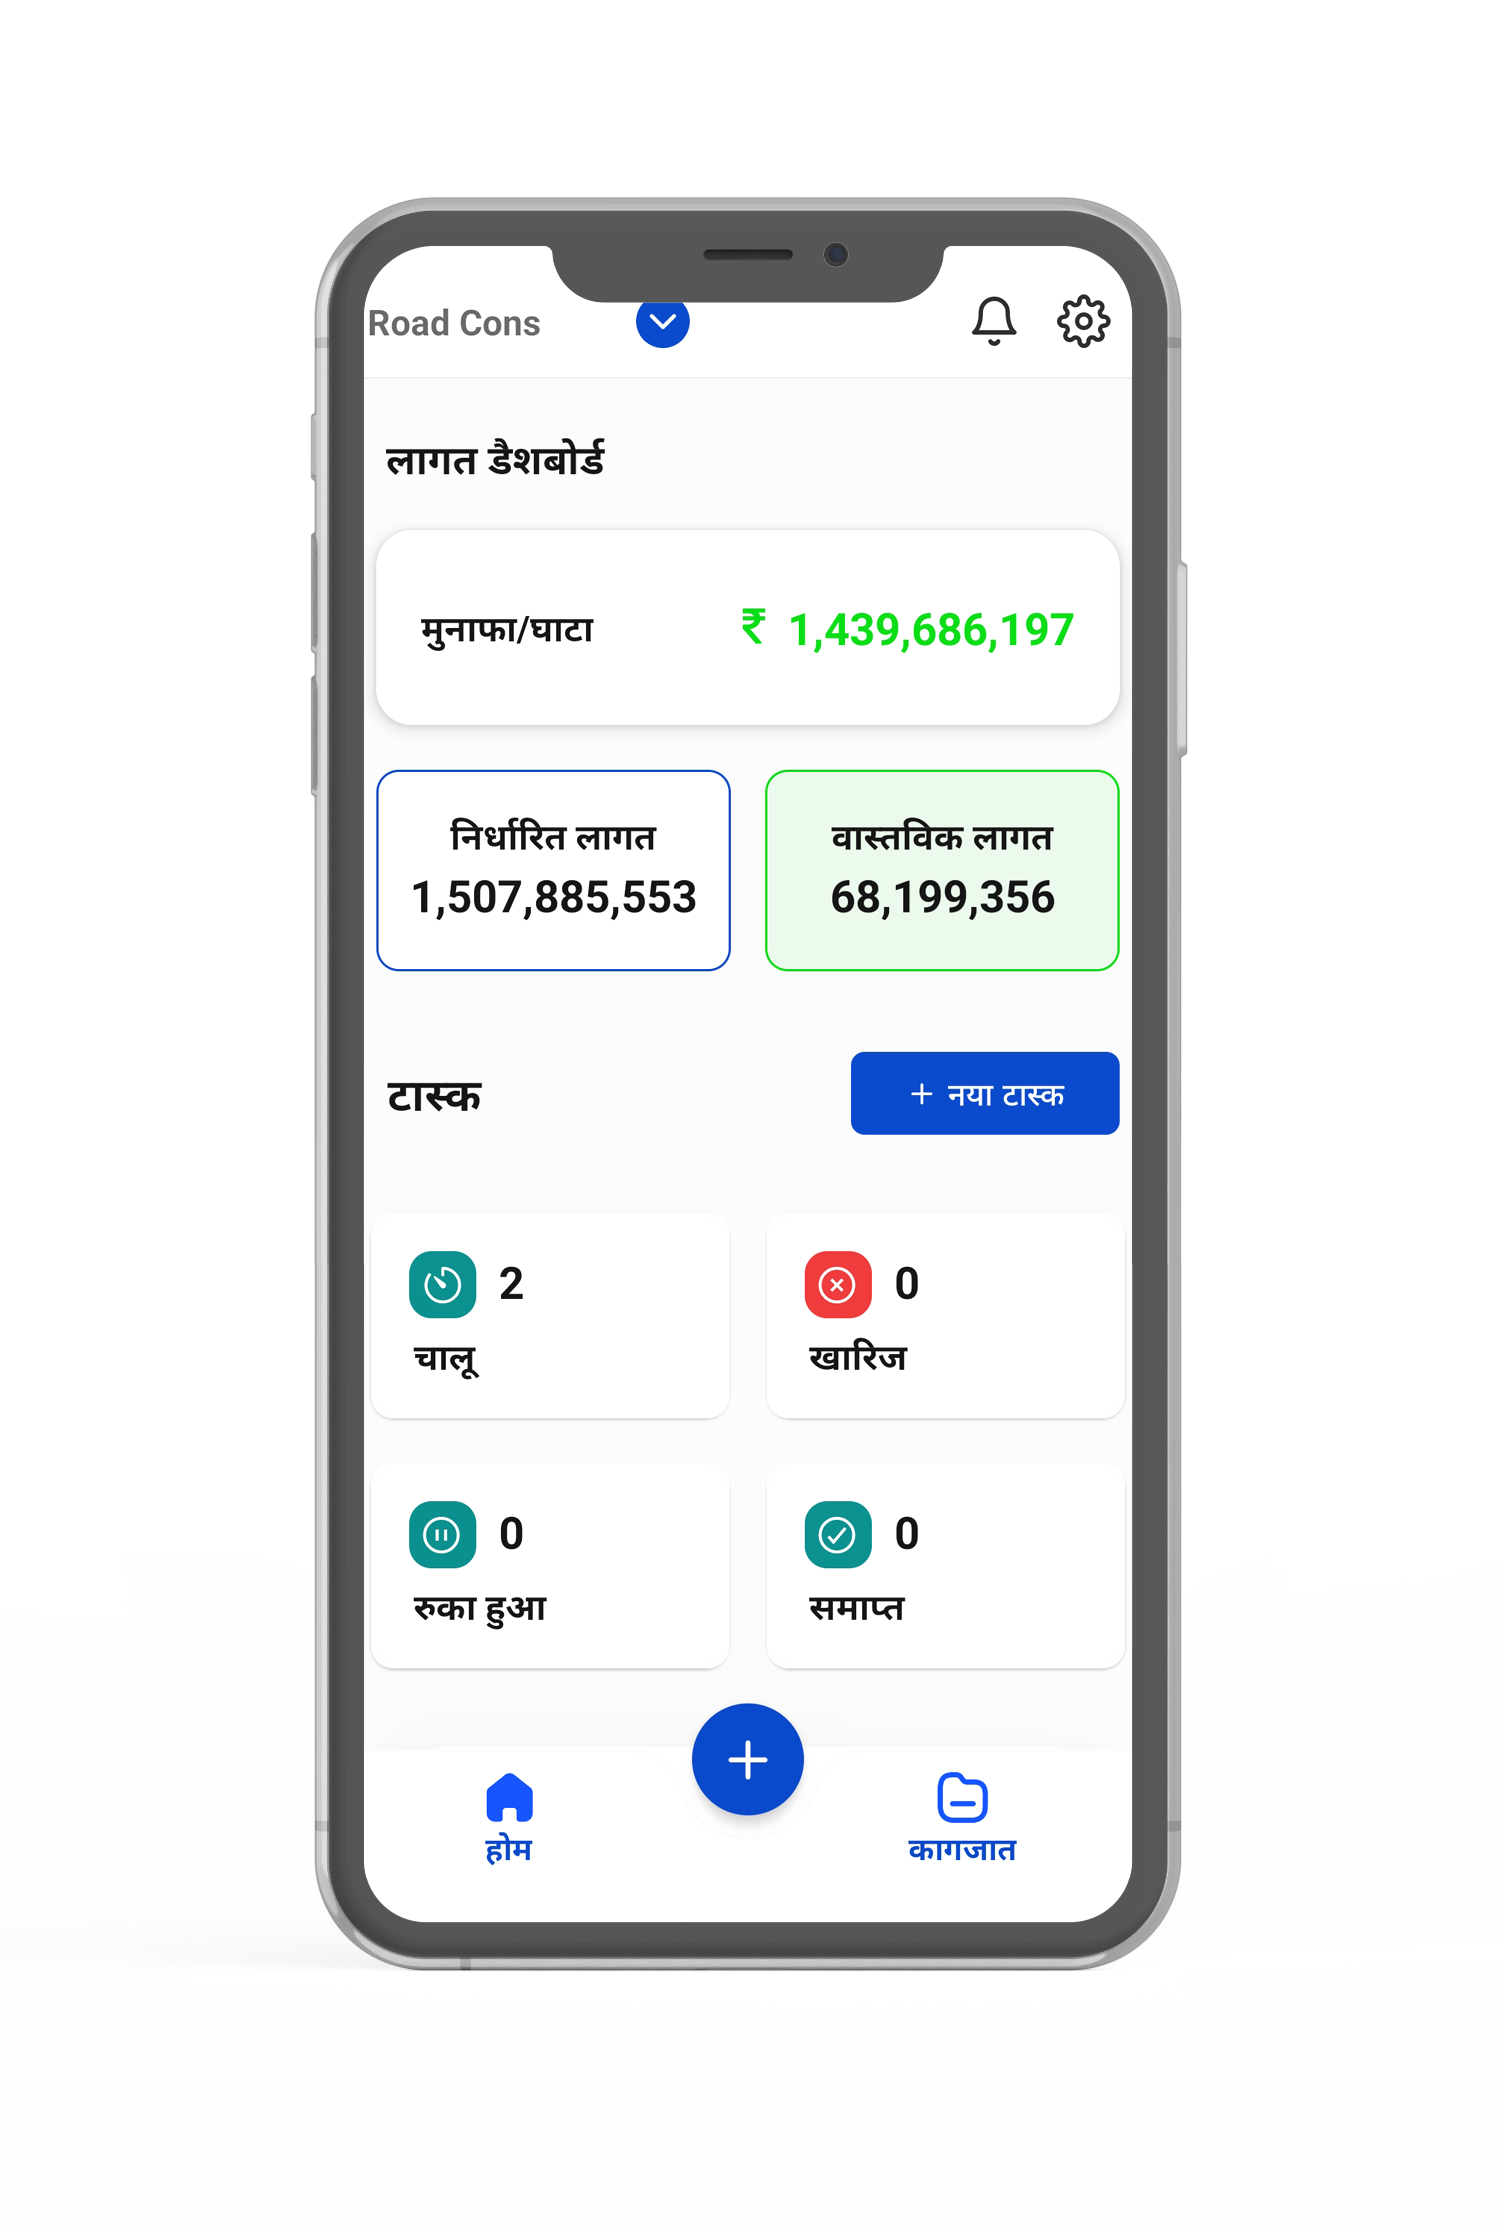 Road Cons
लागत डैशबोर्ड
मुनाफा/घाटा ₹ 1,439,686,197
निर्धारित लागत
1,507,885,553
वास्तविक लागत
68,199,356
टास्क
+ नया टास्क
2
चालू
0
खारिज
0
रुका हुआ
0
समाप्त
होम
कागजात